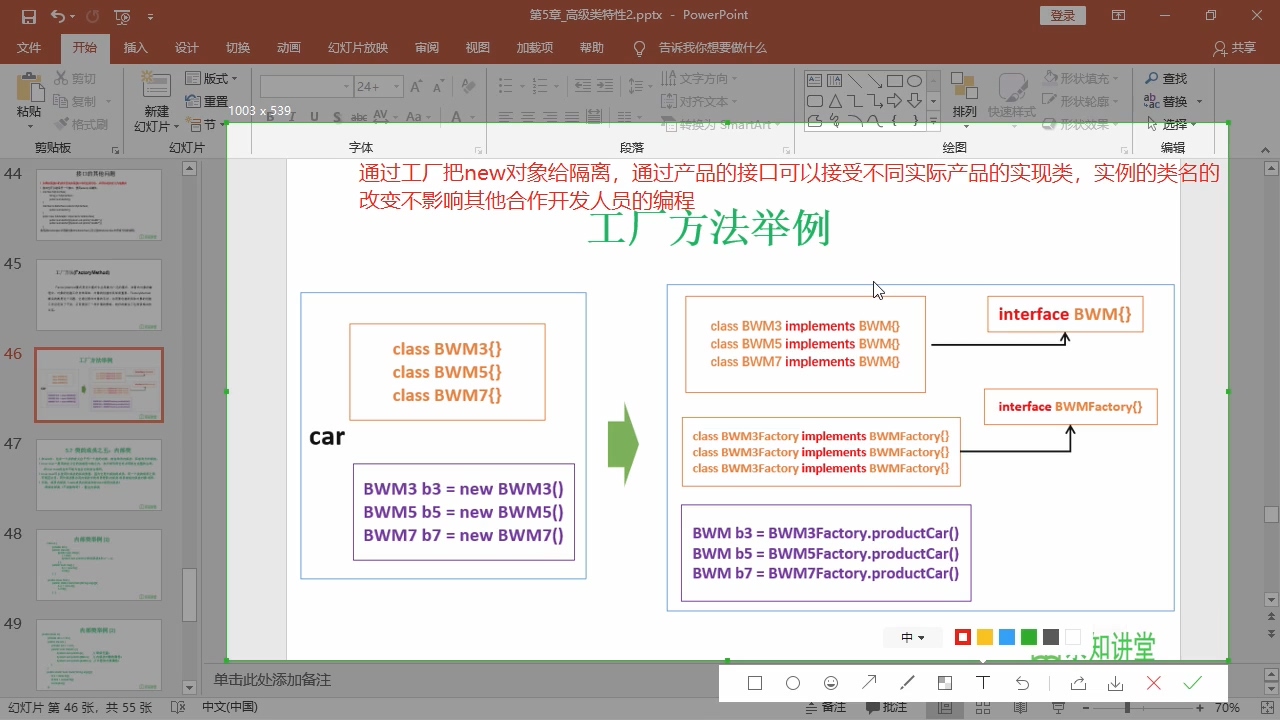 第5章_高级类特性2.pptx - PowerPoint
登录
文件 开始 插入 设计 切换 动画 幻灯片放映 审阅 视图 加载项 帮助 告诉我你想要做什么 共享
剪切
复制
格式刷
粘贴
剪贴板
新建
幻灯片
版式
重置
节
幻灯片
24+
字体
文字方向
对齐文本
转换为 SmartArt
段落
排列
快速样式
形状填充
形状轮廓
形状效果
绘图
查找
替换
选择
编辑
1003 x 539
44
45
46
47
48
49
通过工厂把new对象给隔离，通过产品的接口可以接受不同实际产品的实现类，实例的类名的
改变不影响其他合作开发人员的编程
工厂方法举例
class BWM3{}
class BWM5{}
class BWM7{}
car
BWM3 b3 = new BWM3()
BWM5 b5 = new BWM5()
BWM7 b7 = new BWM7()
class BWM3 implements BWM{}
class BWM5 implements BWM{}
class BWM7 implements BWM{}
interface BWM{}
class BWM3Factory implements BWMFactory{}
class BWM3Factory implements BWMFactory{}
class BWM3Factory implements BWMFactory{}
interface BWMFactory{}
BWM b3 = BWM3Factory.productCar()
BWM b5 = BWM5Factory.productCar()
BWM b7 = BWM7Factory.productCar()
中
知讲堂
单击此处添加备注
幻灯片 第 46 张，共 55 张 中文(中国) 备注 批注 70%